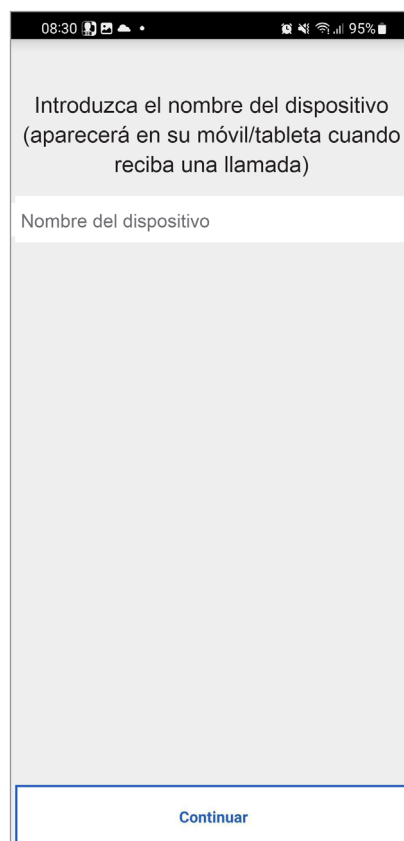 08:30 95%
Introduzca el nombre del dispositivo
(aparecerá en su móvil/tableta cuando
reciba una llamada)
Nombre del dispositivo
Continuar